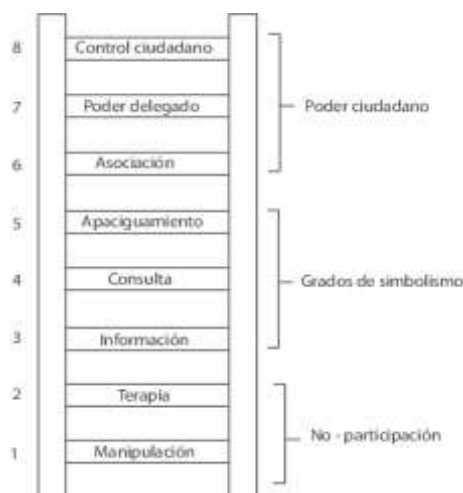 8 Control ciudadano
7 Poder delegado Poder ciudadano
6 Asociación
5 Apaciguamiento
4 Consulta Grados de simbolismo
3 Información
2 Terapia
No - participación
1 Manipulación